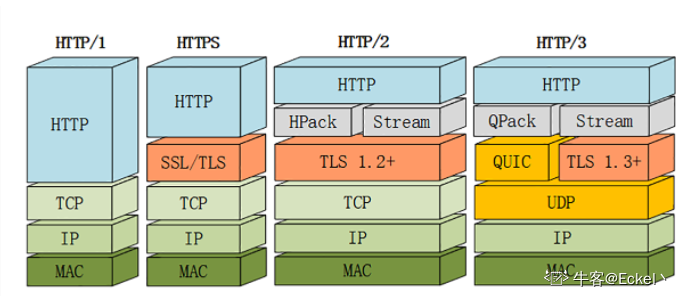 HTTP/1 HTTPS HTTP/2 HTTP/3
HTTP HTTP HTTP HTTP
HPack Stream QPack Stream
SSL/TLS TLS 1.2+ QUIC TLS 1.3+
TCP TCP TCP UDP
IP IP IP IP
MAC MAC MAC MAC
牛客@Eckel丶